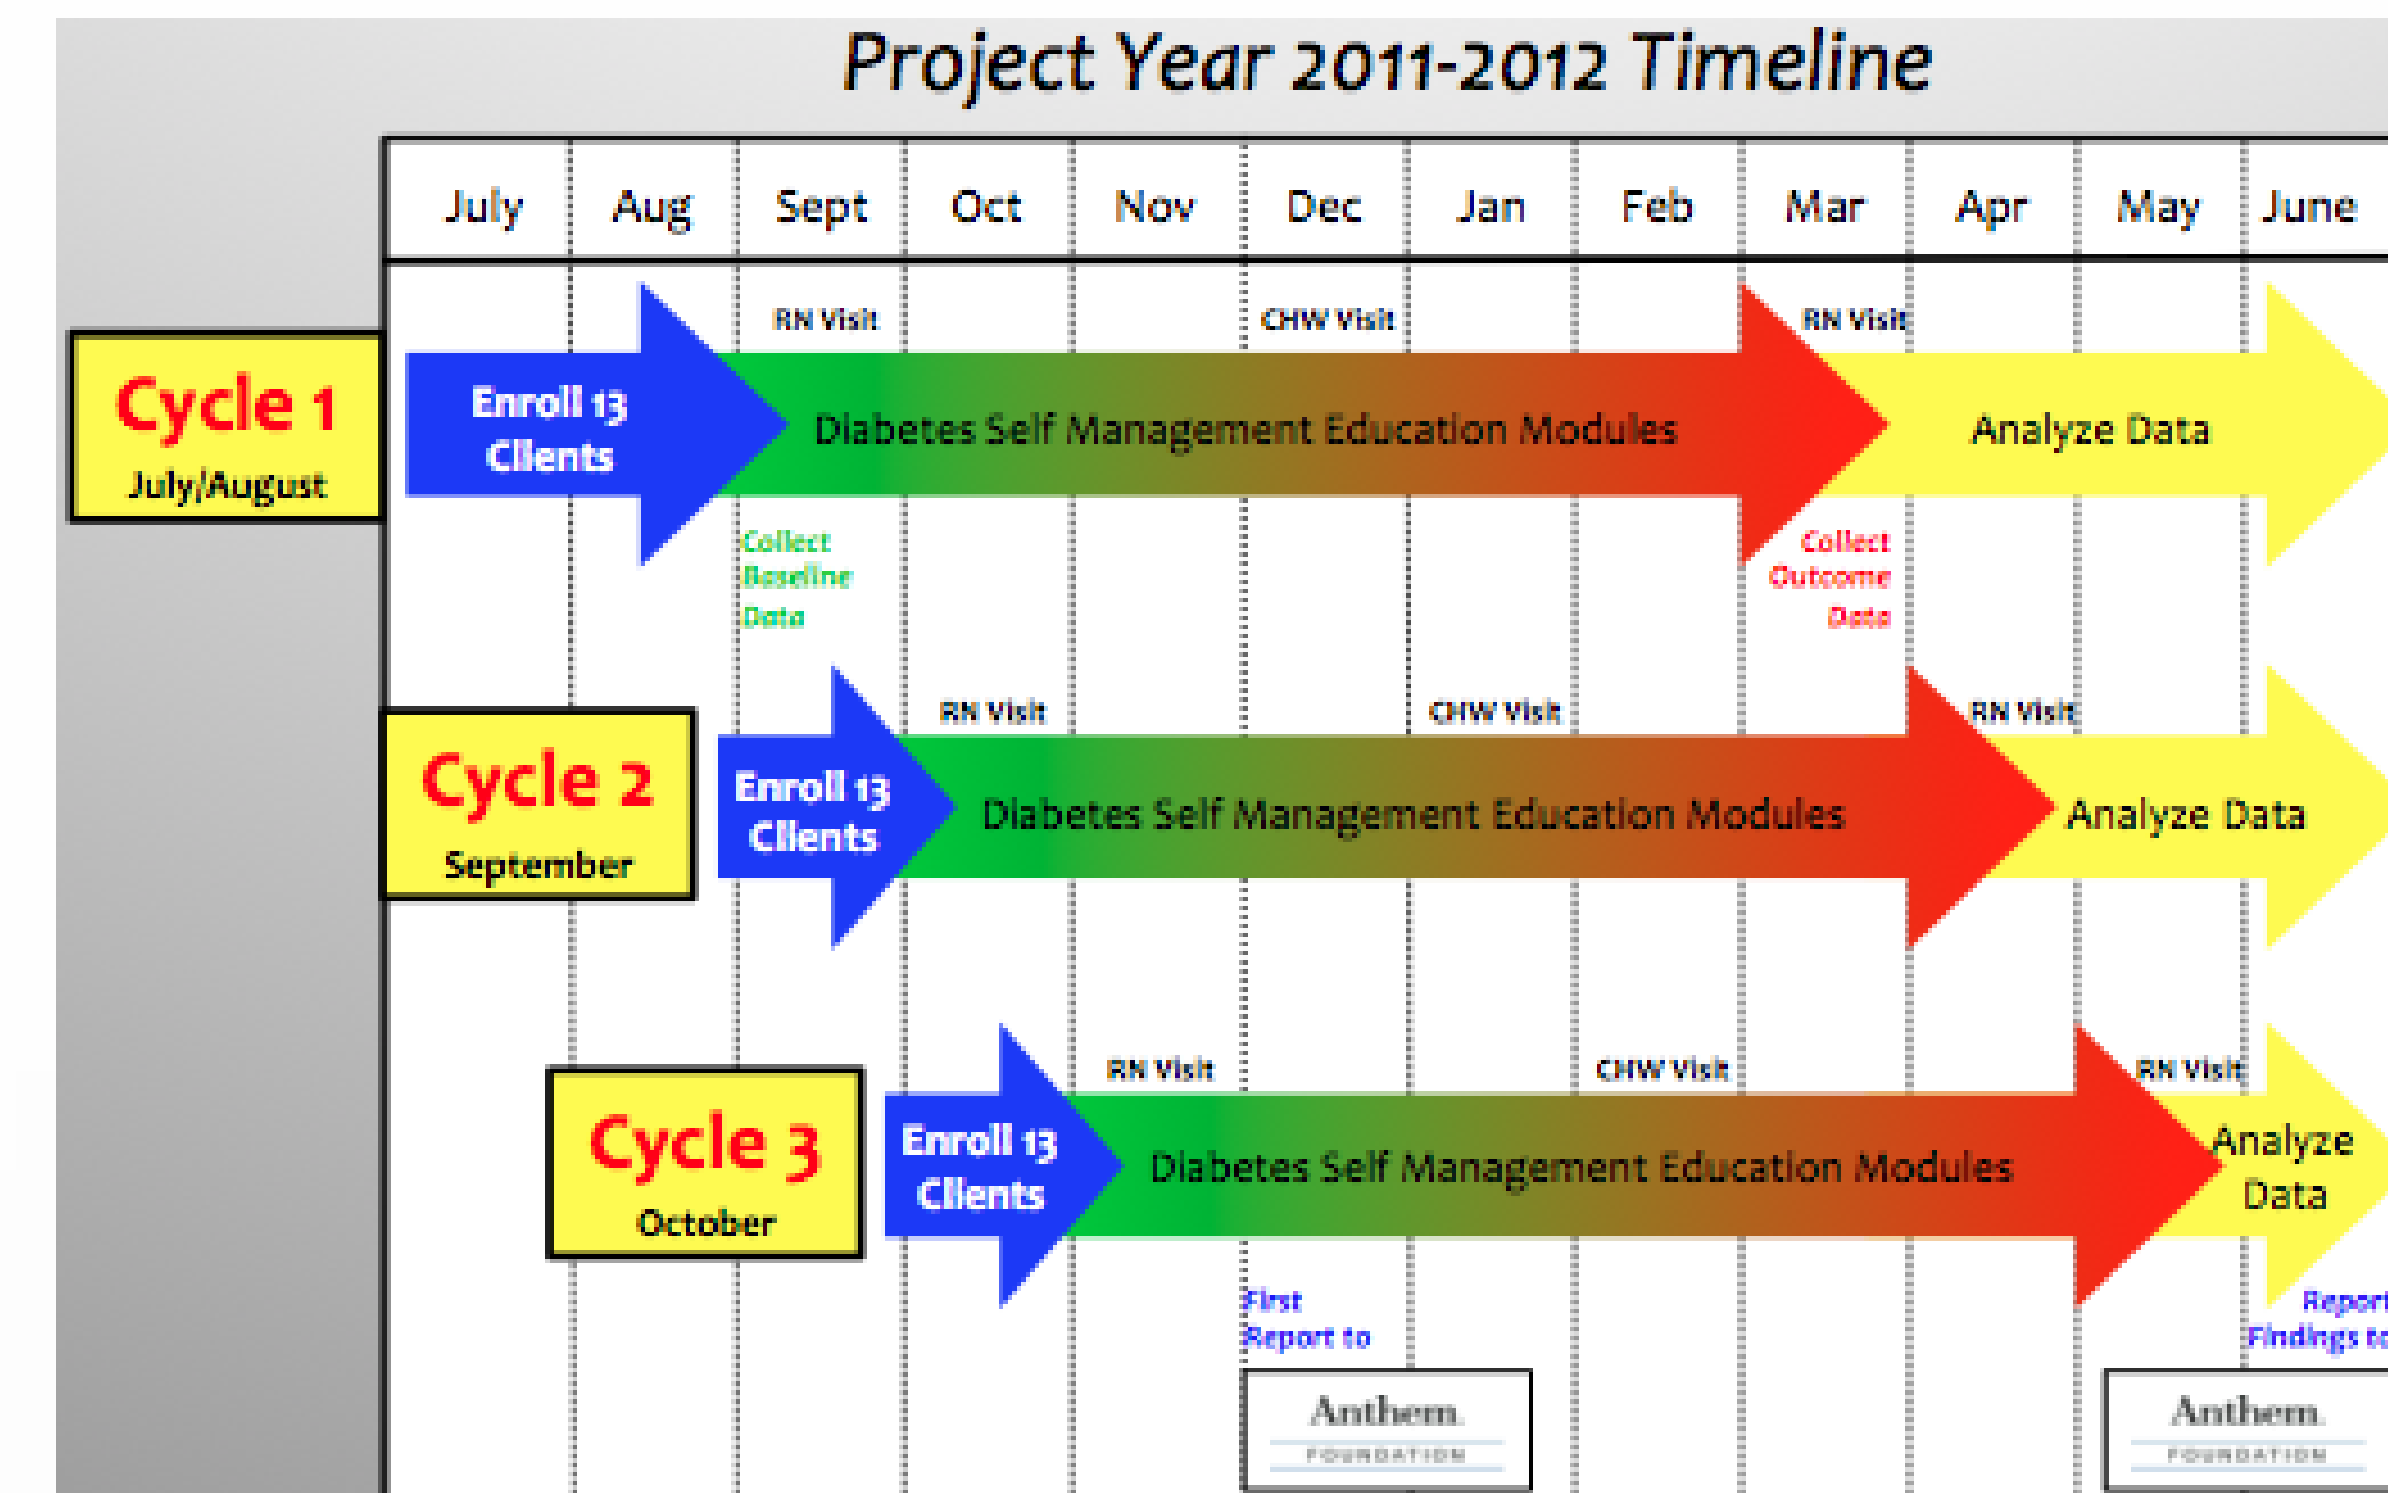 Project Year 2011-2012 Timeline
July Aug Sept Oct Nov Dec Jan Feb Mar Apr May June
RN Visit CHW Visit RN Visit
Cycle 1
July/August
Enroll 13
Clients
Diabetes Self Management Education Modules
Analyze Data
Collect
Baseline
Data
Collect
Outcome
Data
RN Visit CHW Visit RN Visit
Cycle 2
September
Enroll 13
Clients
Diabetes Self Management Education Modules
Analyze Data
RN Visit CHW Visit RN Visit
Cycle 3
October
Enroll 13
Clients
Diabetes Self Management Education Modules
Analyze
Data
First
Report to
Anthem
FOUNDATION
Report
Findings to
Anthem
FOUNDATION